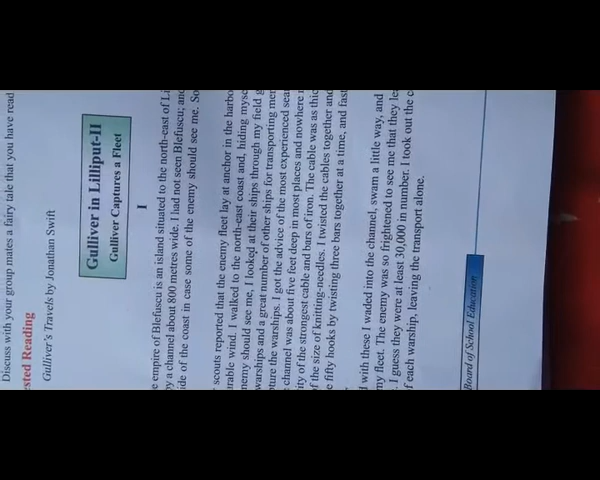 Discuss with your group mates a fairy tale that you have read
sted Reading
Gulliver's Travels by Jonathan Swift
Gulliver in Lilliput-II
Gulliver Captures a Fleet
I
e empire of Blefuscu is an island situated to the north-east of Li
by a channel about 800 metres wide. I had not seen Blefuscu; and
ide of the coast in case some of the enemy should see me. So
scouts reported that the enemy fleet lay at anchor in the harbo
urable wind. I walked to the north-east coast and, hiding myse
nemy should see me, I looked at their ships through my field g
warships and a great number of other ships for transporting men
ture the warships. I got the advice of the most experienced sea
channel was about five feet deep in most places and nowhere
ity of the strongest cable and bars of iron. The cable was as thic
f the size of knitting-needles. I twisted the cables together and
e fifty hooks by twisting three bars together at a time, and fast
d with these I waded into the channel, swam a little way, and
my fleet. The enemy was so frightened to see me that they lea
. I guess they were at least 30,000 in number. I took out the c
f each warship, leaving the transport alone.
Board of School Education